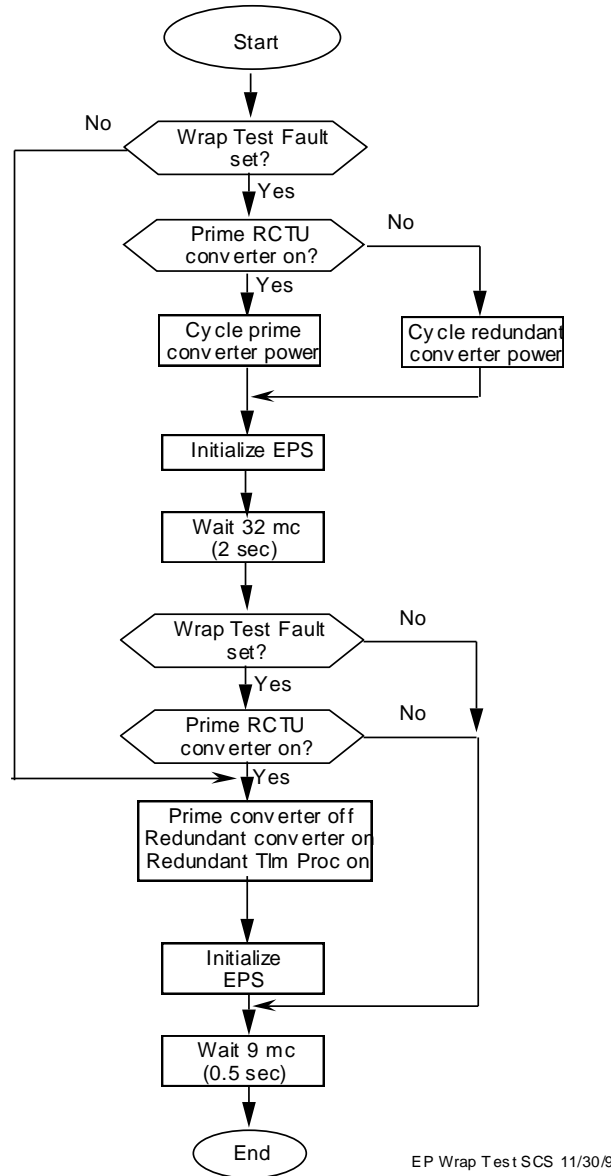 Start
No
Wrap Test Fault
set?
Yes
Prime RCTU
converter on?
No
Yes
Cycle prime
converter power
Cycle redundant
converter power
Initialize EPS
Wait 32 mc
(2 sec)
Wrap Test Fault
set?
No
Yes
Prime RCTU
converter on?
No
Yes
Prime converter off
Redundant converter on
Redundant Tlm Proc on
Initialize
EPS
Wait 9 mc
(0.5 sec)
End
EP Wrap Test SCS 11/30/9